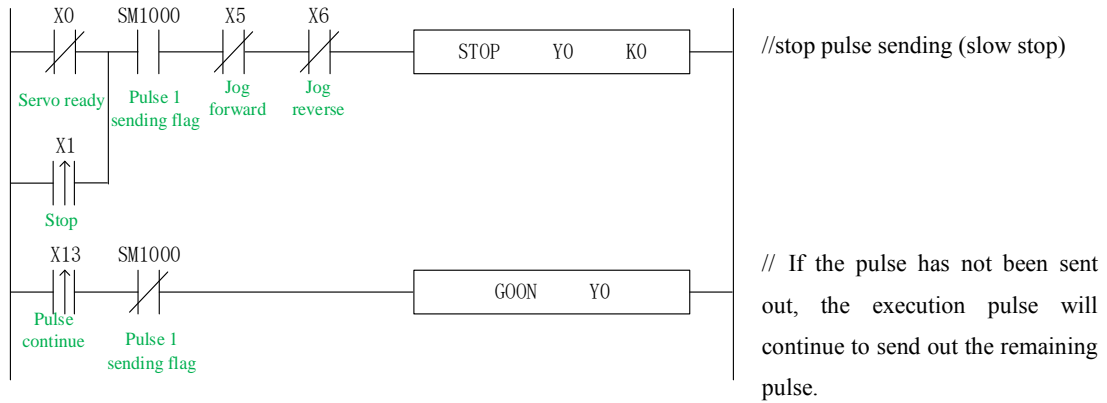 X0 SM1000 X5 X6
STOP Y0 K0
//stop pulse sending (slow stop)
Servo ready
Pulse 1
sending flag
Jog
forward
Jog
reverse
X1
Stop
X13 SM1000
GOON Y0
Pulse
continue
Pulse 1
sending flag
// If the pulse has not been sent
out, the execution pulse will
continue to send out the remaining
pulse.